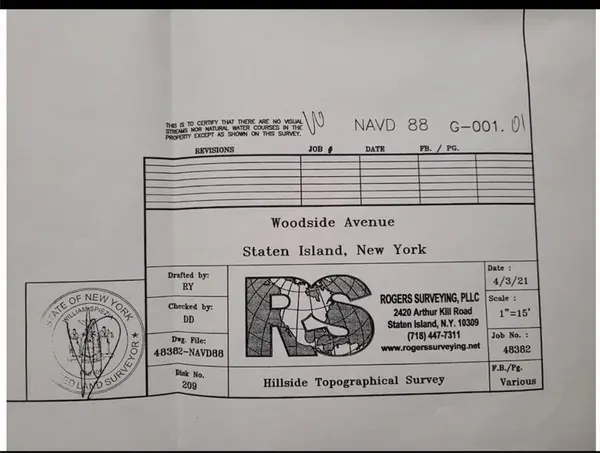 THIS IS TO CERTIFY THAT THERE ARE NO VISUAL
STREAMS NOR NATURAL WATER COURSES IN THE
PROPERTY EXCEPT AS SHOWN ON THIS SURVEY.
NAVD 88 G-001.01
REVISIONS JOB # DATE FB. / PG.
Woodside Avenue
Staten Island, New York
Drafted by:
RY
Checked by:
DD
Dwg. File:
48382-NAVD88
Disk No.
209
RS
ROGERS SURVEYING, PLLC
2420 Arthur Kill Road
Staten Island, N.Y. 10309
(718) 447-7311
www.rogerssurveying.net
Hillside Topographical Survey
Date :
4/3/21
Scale :
1"=15'
Job No. :
48382
F.B./Pg.
Various
STATE OF NEW YORK
LAND SURVEYOR